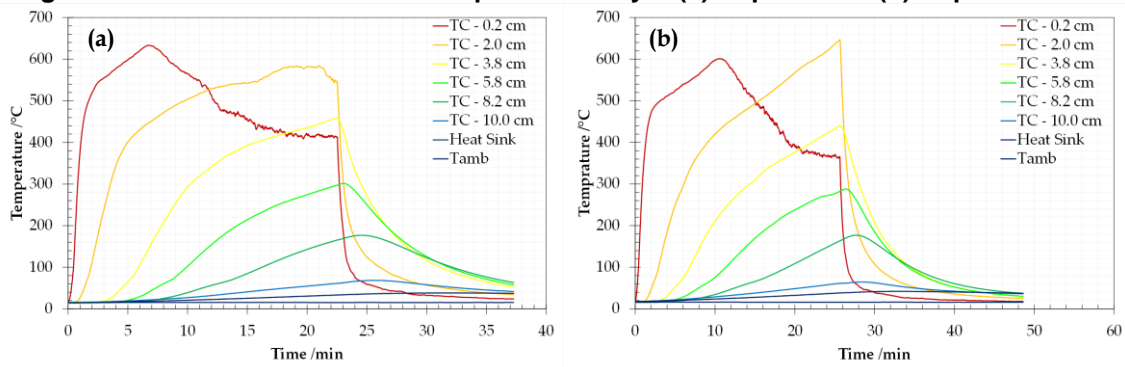 (a)
700
600
500
400
300
200
100
0
Temperature /°C
0 5 10 15 20 25 30 35 40
Time /min
TC - 0.2 cm
TC - 2.0 cm
TC - 3.8 cm
TC - 5.8 cm
TC - 8.2 cm
TC - 10.0 cm
Heat Sink
Tamb
(b)
700
600
500
400
300
200
100
0
Temprature /°C
0 10 20 30 40 50 60
Time /min
TC - 0.2 cm
TC - 2.0 cm
TC - 3.8 cm
TC - 5.8 cm
TC - 8.2 cm
TC - 10.0 cm
Heat Sink
Tamb